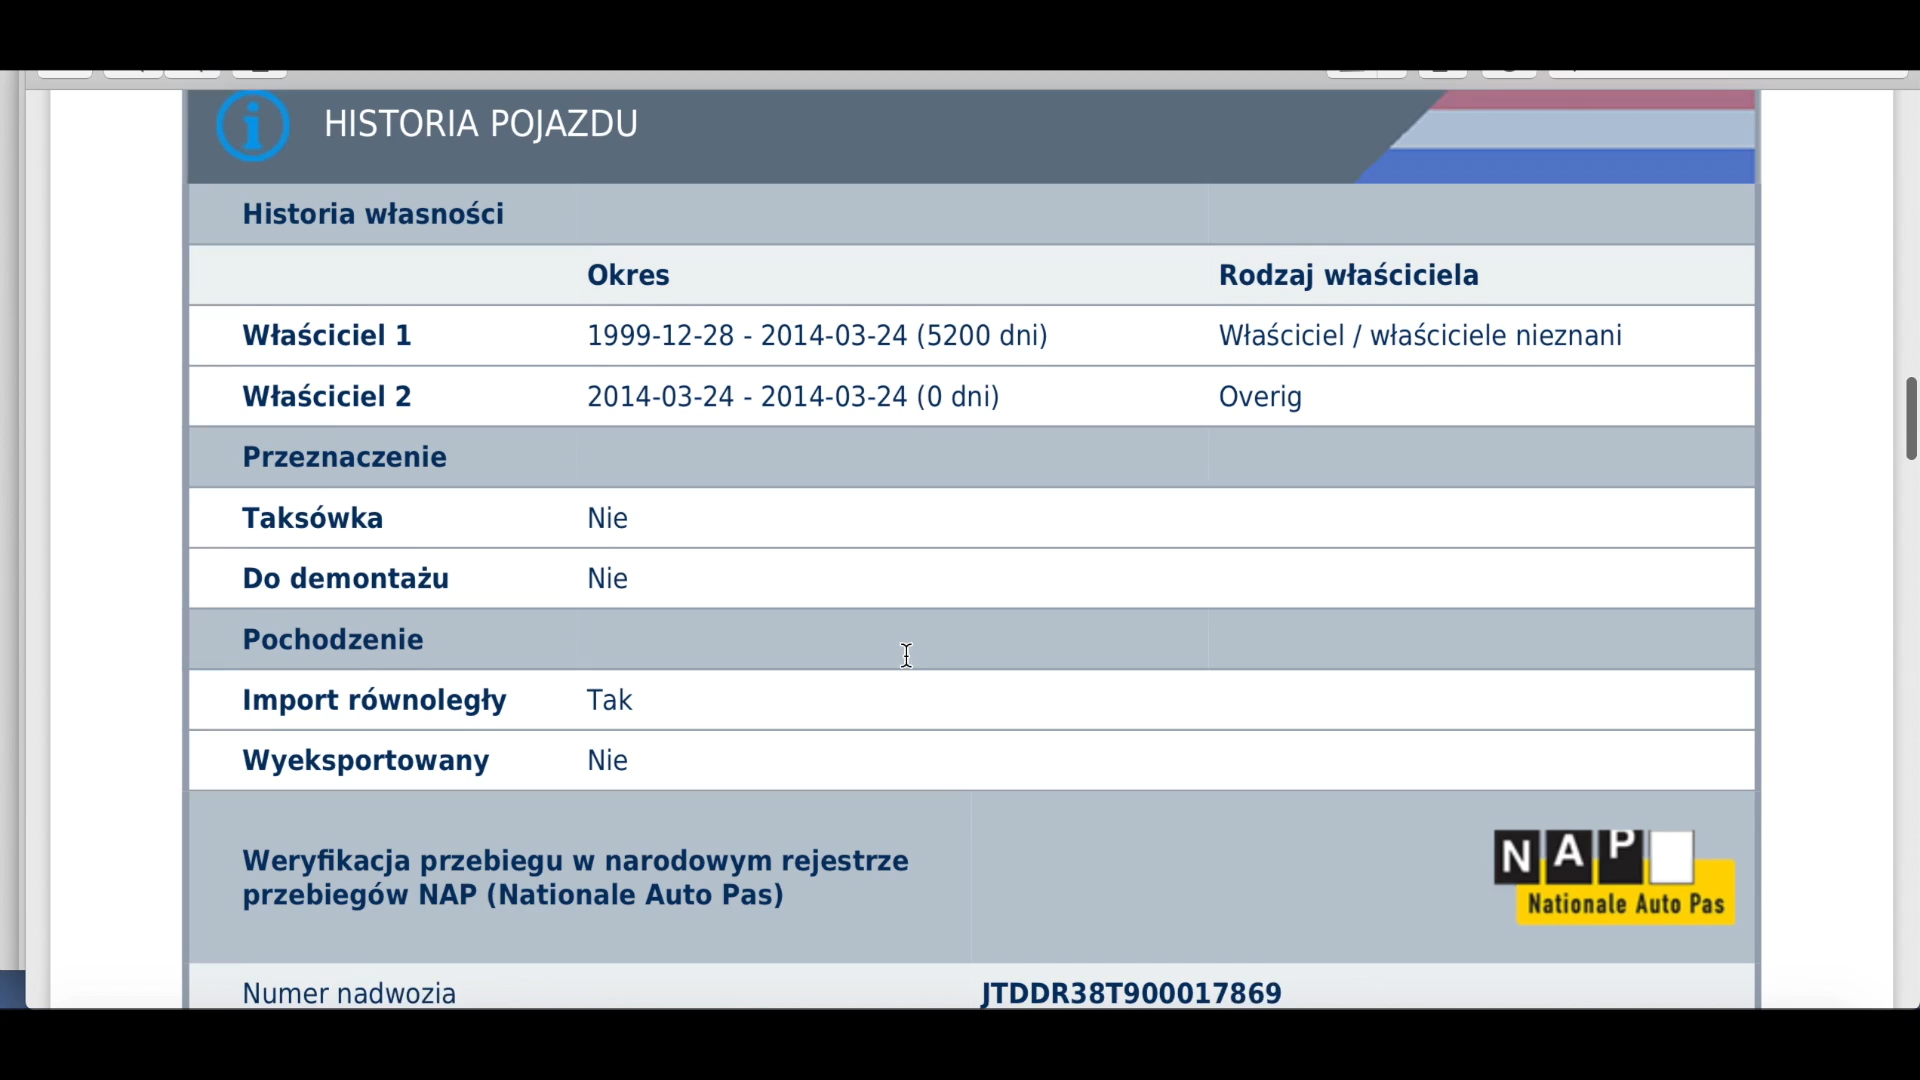 HISTORIA POJAZDU
Historia własności
Okres Rodzaj właściciela
Właściciel 1 1999-12-28 - 2014-03-24 (5200 dni) Właściciel / właściciele nieznani
Właściciel 2 2014-03-24 - 2014-03-24 (0 dni) Overig
Przeznaczenie
Taksówka Nie
Do demontażu Nie
Pochodzenie
Import równoległy Tak
Wyeksportowany Nie
Weryfikacja przebiegu w narodowym rejestrze
przebiegów NAP (Nationale Auto Pas)
NAP
Nationale Auto Pas
Numer nadwozia JTDDR38T900017869